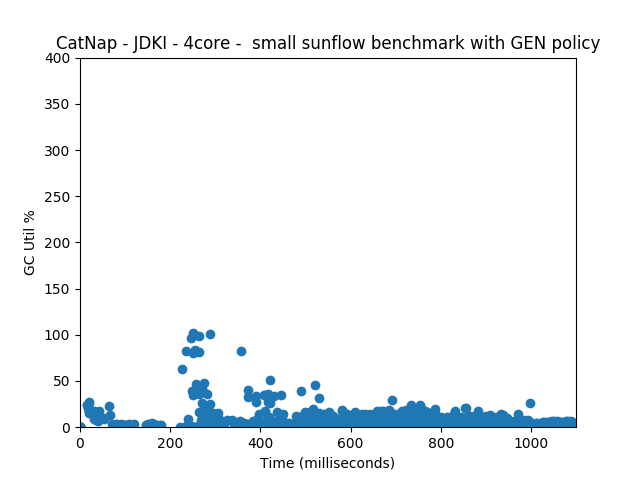 CatNap - JDKI - 4core -  small sunflow benchmark with GEN policy
400
350
300
250
200
150
100
50
0
GC Util %
0 200 400 600 800 1000
Time (milliseconds)